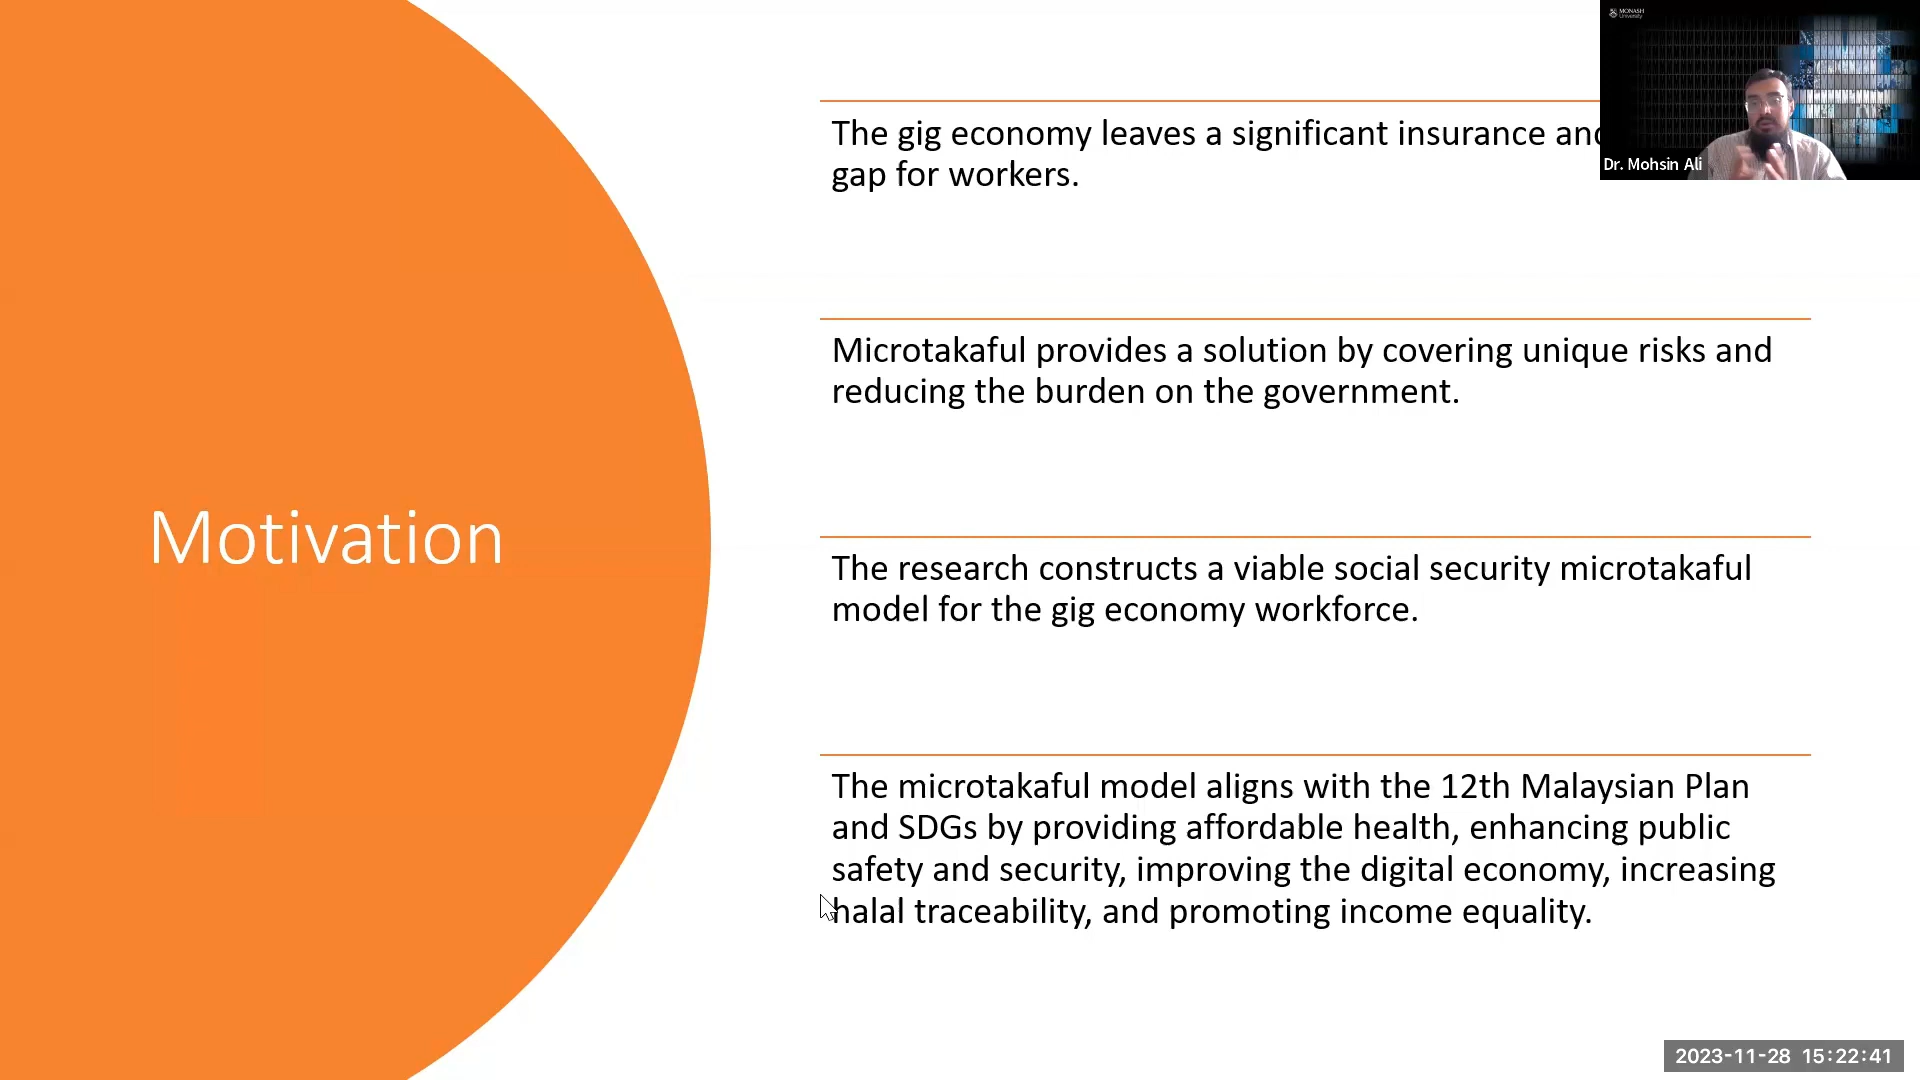 Motivation
The gig economy leaves a significant insurance
gap for workers.
Microtakaful provides a solution by covering unique risks and
reducing the burden on the government.
The research constructs a viable social security microtakaful
model for the gig economy workforce.
The microtakaful model aligns with the 12th Malaysian Plan
and SDGs by providing affordable health, enhancing public
safety and security, improving the digital economy, increasing
halal traceability, and promoting income equality.
MONASH
University
Dr. Mohsin Ali
2023-11-28 15:22:41